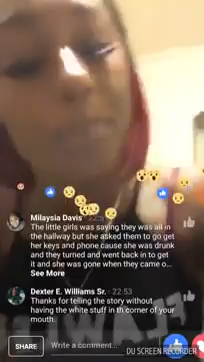 Milaysia Davis · 22:51
The little girls was saying they was all in
the hallway but she asked them to go get
her keys and phone cause she was drunk
and they turned and went back in to get
it and she was gone when they came o...
See More
Dexter E. Williams Sr. · 22:53
Thanks for telling the story without
having the white stuff in th corner of your
mouth.
SHARE
Write a comment...
DU SCREEN RECORDER